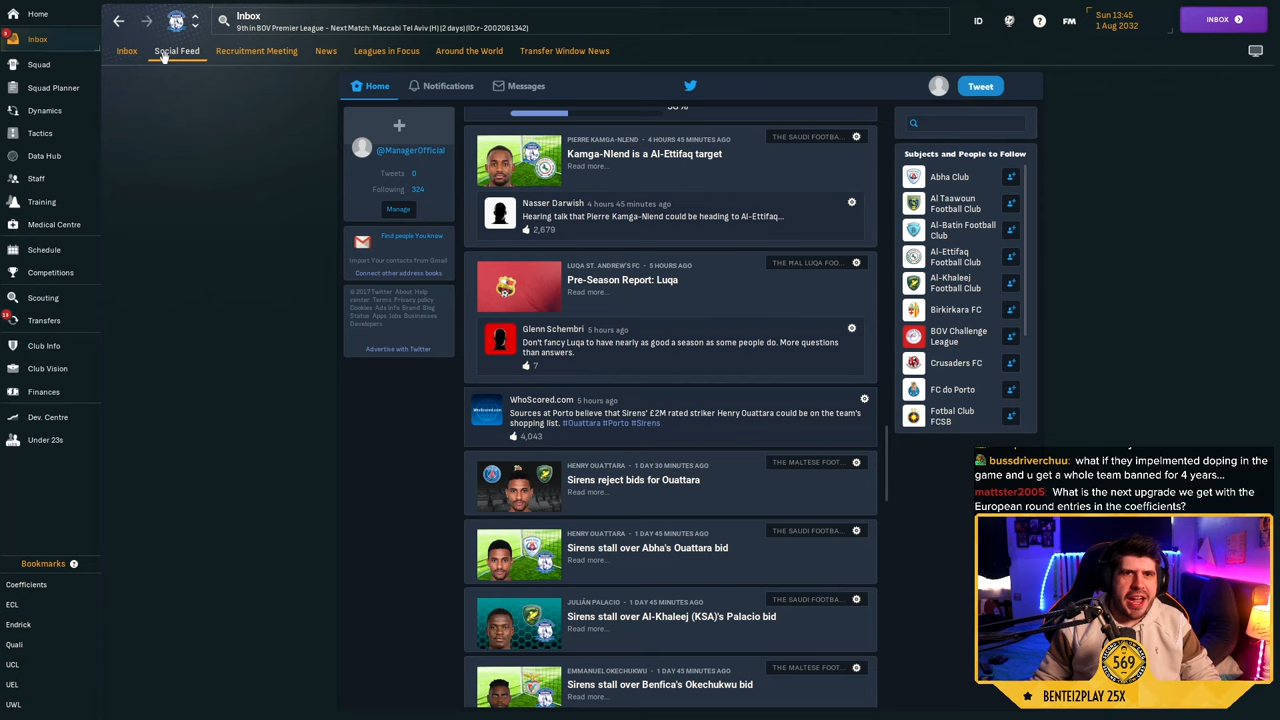 Home
Inbox
9th in BOV Premier League - Next Match: Maccabi Tel Aviv (H) (2 days) (ID:r-2002061342)
ID
FM
Sun 13:45
1 Aug 2032
INBOX
3
Inbox
Inbox
Social Feed
Recruitment Meeting
News
Leagues in Focus
Around the World
Transfer Window News
Squad
Squad Planner
Dynamics
Tactics
Data Hub
Staff
Training
Medical Centre
Schedule
Competitions
Scouting
13
Transfers
Club Info
Club Vision
Finances
Dev. Centre
Under 23s
Bookmarks
Coefficients
ECL
Endrick
Quali
UCL
UEL
UWL
Home
Notifications
Messages
Tweet
@ManagerOfficial
Tweets 0
Following 324
Manage
Find people You know
Import Your contacts from Gmail
Connect other address books
© 2017 Twitter About Help
center Terms Privacy policy
Cookies Ads info Brand Blog
Status Apps Jobs Businesses
Developers
Advertise with Twitter
PIERRE KAMGA-NLEND - 4 HOURS 45 MINUTES AGO
THE SAUDI FOOTBA...
Kamga-Nlend is a Al-Ettifaq target
Read more...
Nasser Darwish 4 hours 45 minutes ago
Hearing talk that Pierre Kamga-Nlend could be heading to Al-Ettifaq...
2,679
LUQA ST. ANDREW'S FC - 5 HOURS AGO
THE MAL LUQA FOO...
Pre-Season Report: Luqa
Read more...
Glenn Schembri 5 hours ago
Don't fancy Luqa to have nearly as good a season as some people do. More questions
than answers.
7
WhoScored.com 5 hours ago
Sources at Porto believe that Sirens' £2M rated striker Henry Ouattara could be on the team's
shopping list. #Ouattara #Porto #Sirens
4,043
HENRY OUATTARA - 1 DAY 30 MINUTES AGO
THE MALTESE FOOT...
Sirens reject bids for Ouattara
Read more...
HENRY OUATTARA - 1 DAY 45 MINUTES AGO
THE SAUDI FOOTBA...
Sirens stall over Abha's Ouattara bid
Read more...
JULIÁN PALACIO - 1 DAY 45 MINUTES AGO
THE SAUDI FOOTBA...
Sirens stall over Al-Khaleej (KSA)'s Palacio bid
Read more...
EMMANUEL OKECHUKWU - 1 DAY 45 MINUTES AGO
THE MALTESE FOOT...
Sirens stall over Benfica's Okechukwu bid
Read more...
Subjects and People to Follow
Abha Club
Al Taawoun
Football Club
Al-Batin Football
Club
Al-Ettifaq
Football Club
Al-Khaleej
Football Club
Birkirkara FC
BOV Challenge
League
Crusaders FC
FC do Porto
Fotbal Club
FCSB
bussdriverchuu: what if they impelmented doping in the
game and u get a whole team banned for 4 years...
mattster2005: What is the next upgrade we get with the
European round entries in the coefficients?
569
BENTEI2PLAY 25X